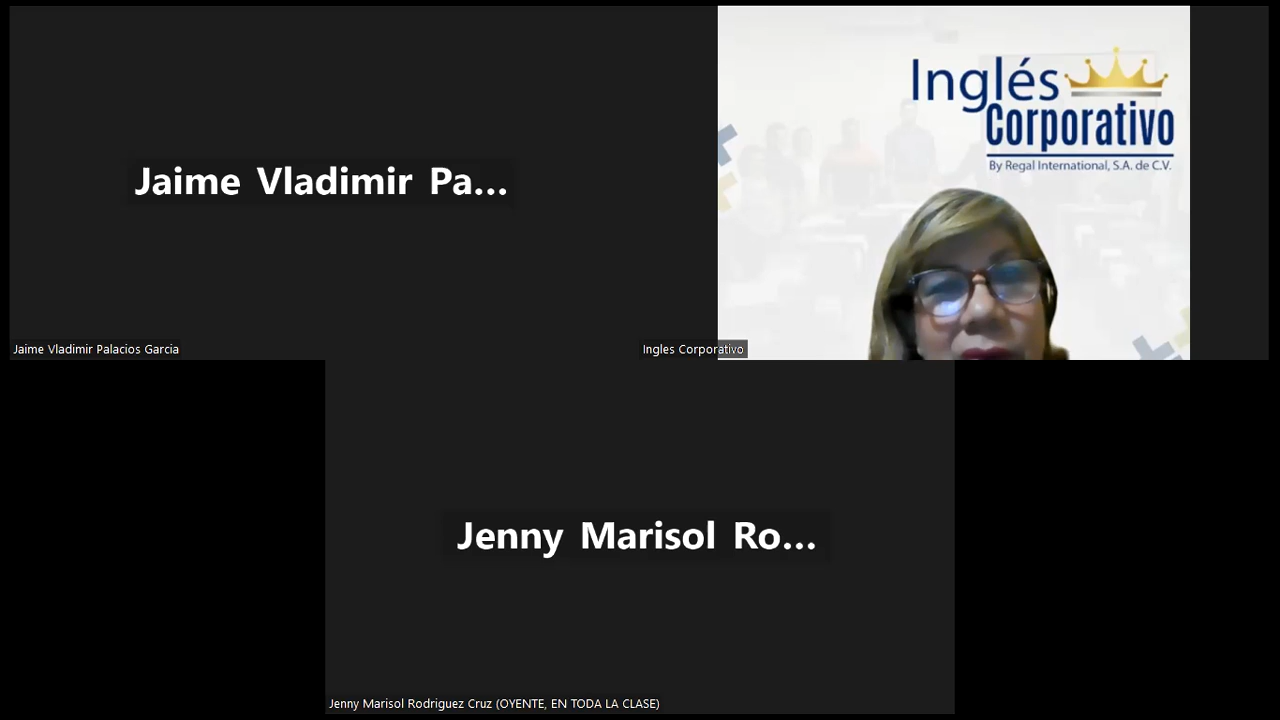 Jaime Vladimir Pa...
Jaime Vladimir Palacios Garcia
Inglés
Corporativo
By Regal International, S.A. de C.V.
Ingles Corporativo
Jenny Marisol Ro...
Jenny Marisol Rodriguez Cruz (OYENTE, EN TODA LA CLASE)